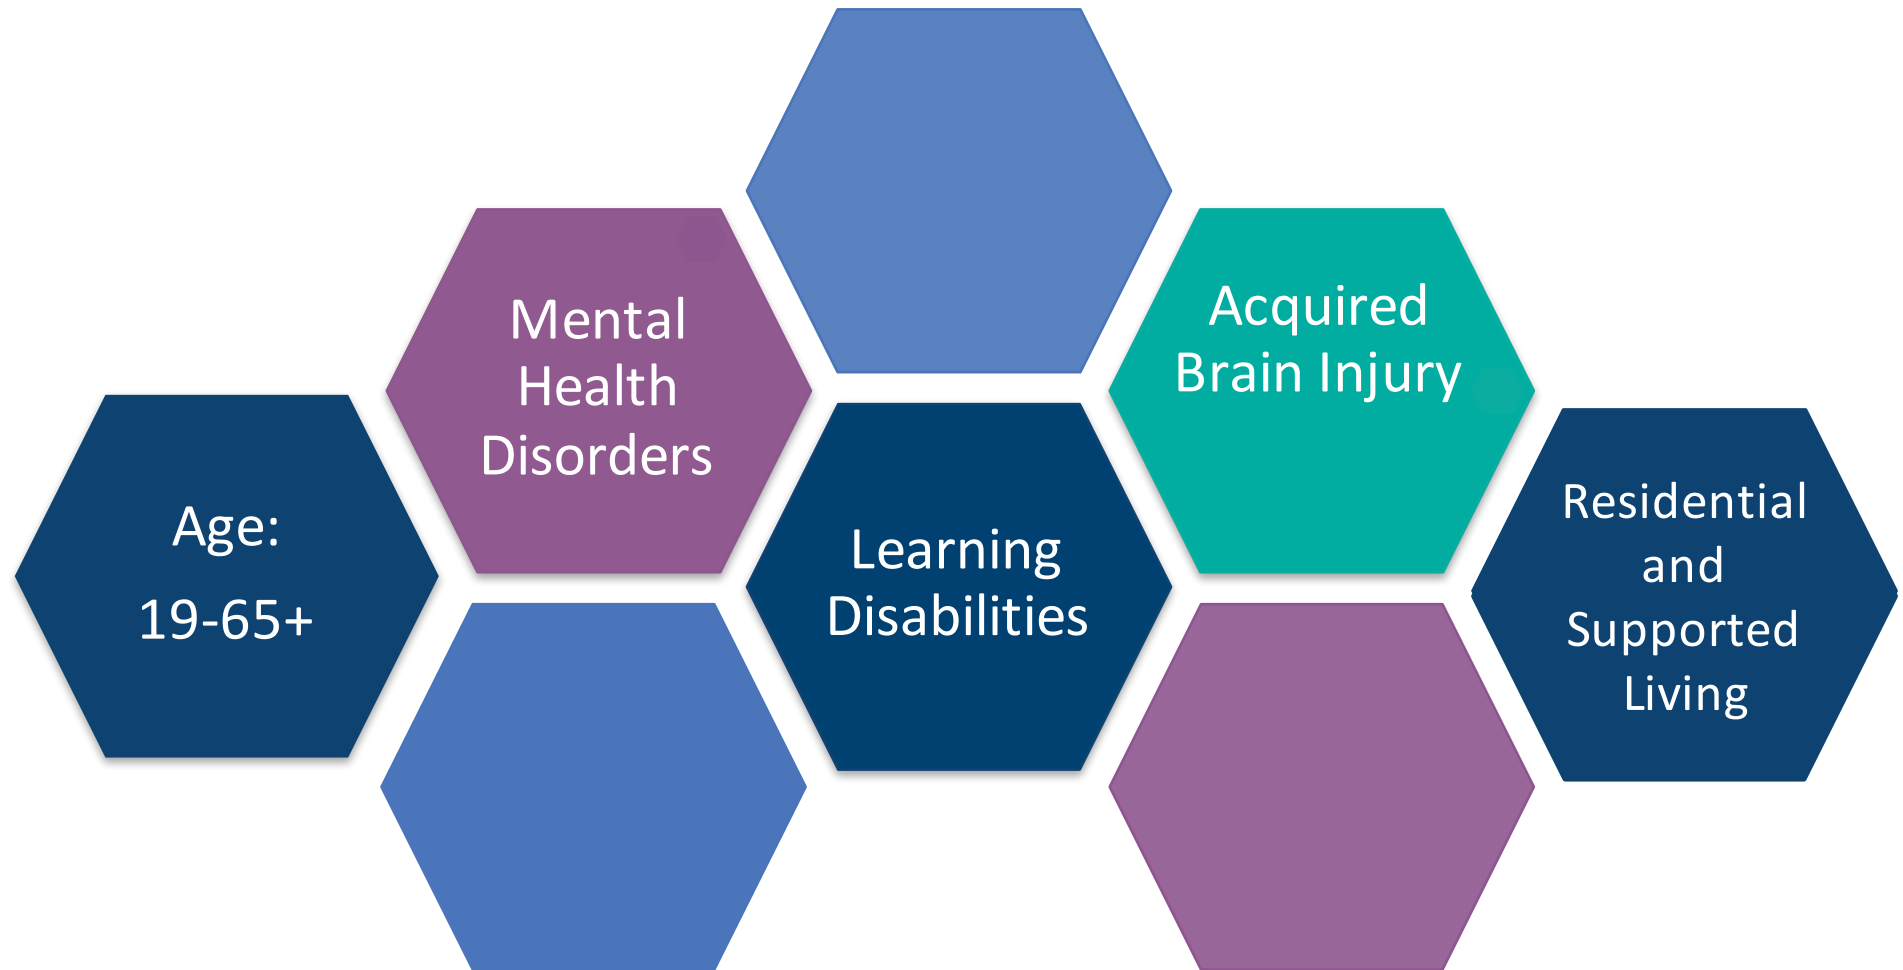 Age:
19-65+
Mental
Health
Disorders
Learning
Disabilities
Acquired
Brain Injury
Residential
and
Supported
Living